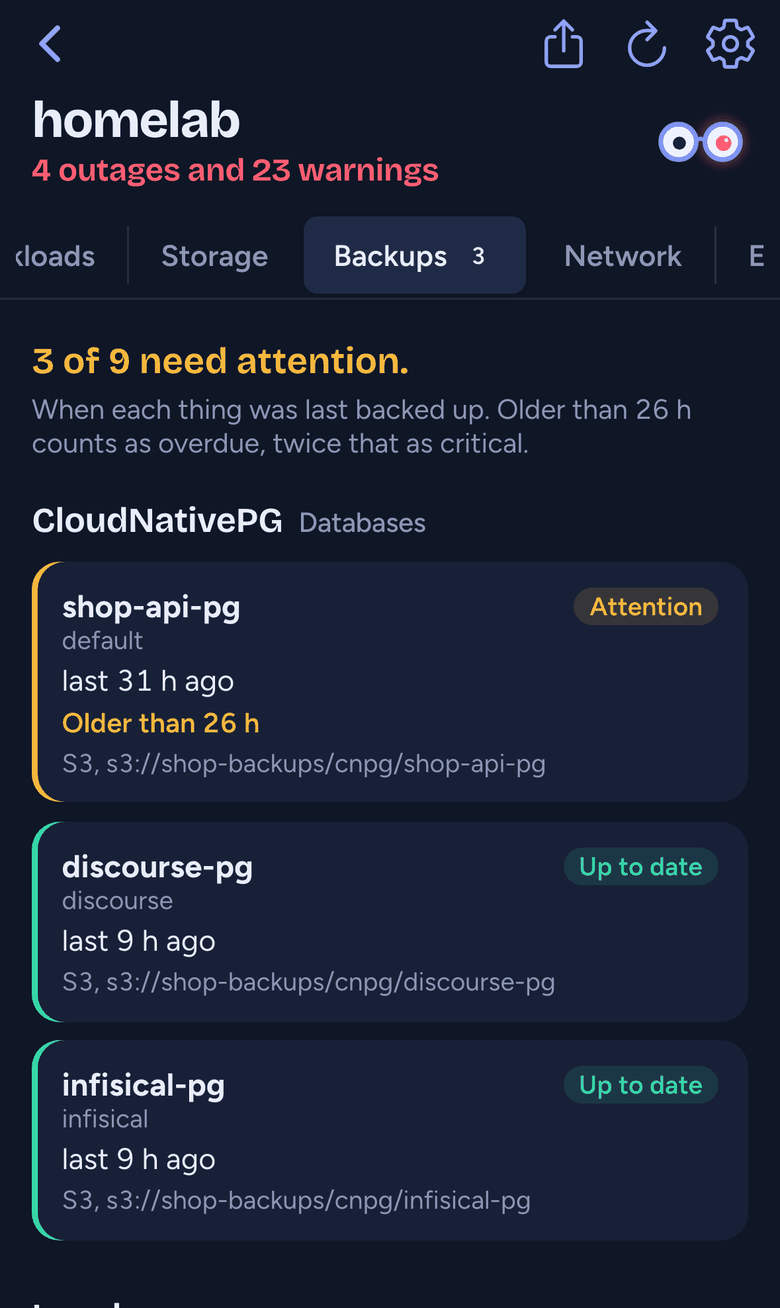 homelab
4 outages and 23 warnings
loads
Storage
Backups 3
Network
E
3 of 9 need attention.
When each thing was last backed up. Older than 26 h
counts as overdue, twice that as critical.
CloudNativePG Databases
shop-api-pg
Attention
default
last 31 h ago
Older than 26 h
S3, s3://shop-backups/cnpg/shop-api-pg
discourse-pg
Up to date
discourse
last 9 h ago
S3, s3://shop-backups/cnpg/discourse-pg
infisical-pg
Up to date
infisical
last 9 h ago
S3, s3://shop-backups/cnpg/infisical-pg